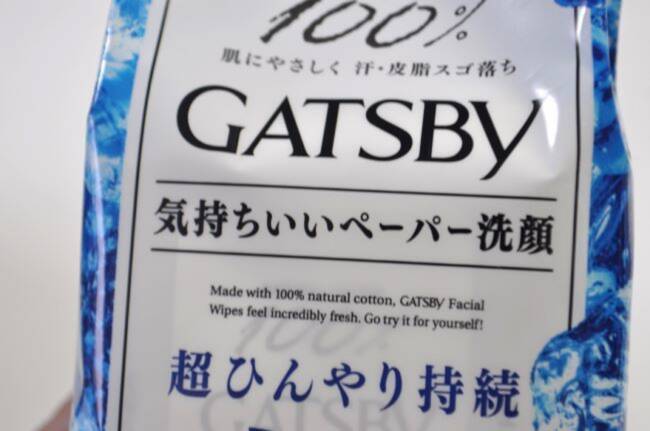 100%
肌にやさしく 汗・皮脂スゴ落ち
GATSBY
気持ちいいペーパー洗顔
Made with 100% natural cotton, GATSBY Facial
Wipes feel incredibly fresh. Go try it for yourself!
超ひんやり持続